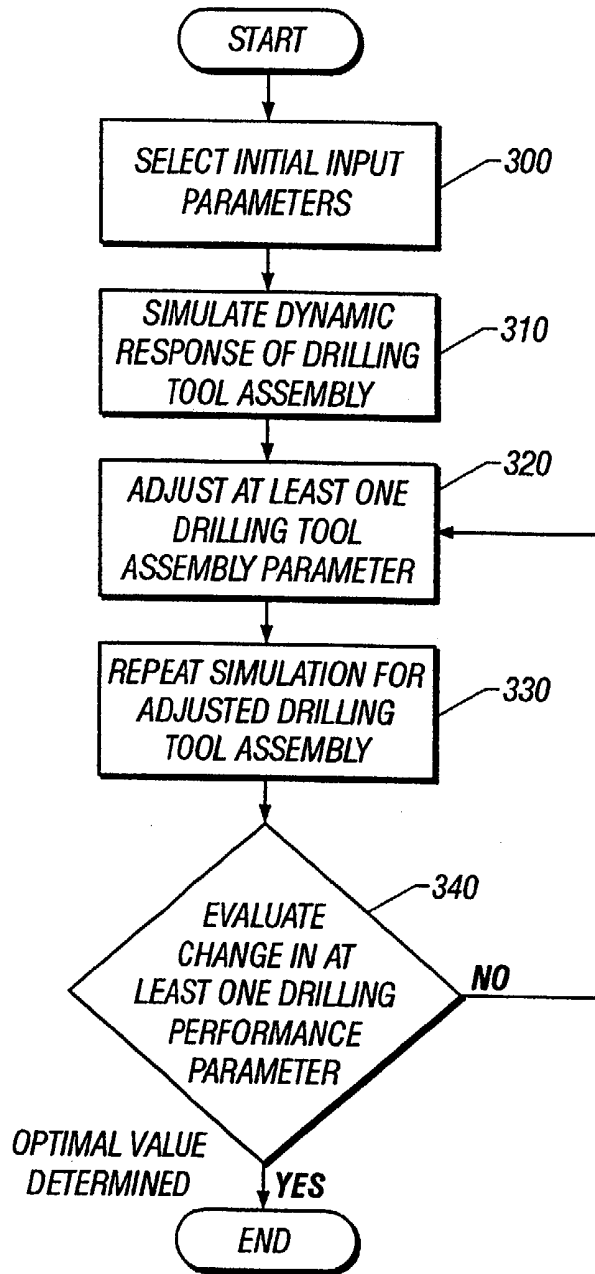 START
SELECT INITIAL INPUT
PARAMETERS
300
SIMULATE DYNAMIC
RESPONSE OF DRILLING
TOOL ASSEMBLY
310
ADJUST AT LEAST ONE
DRILLING TOOL
ASSEMBLY PARAMETER
320
REPEAT SIMULATION FOR
ADJUSTED DRILLING
TOOL ASSEMBLY
330
EVALUATE
CHANGE IN AT
LEAST ONE DRILLING
PERFORMANCE
PARAMETER
340
NO
OPTIMAL VALUE
DETERMINED
YES
END